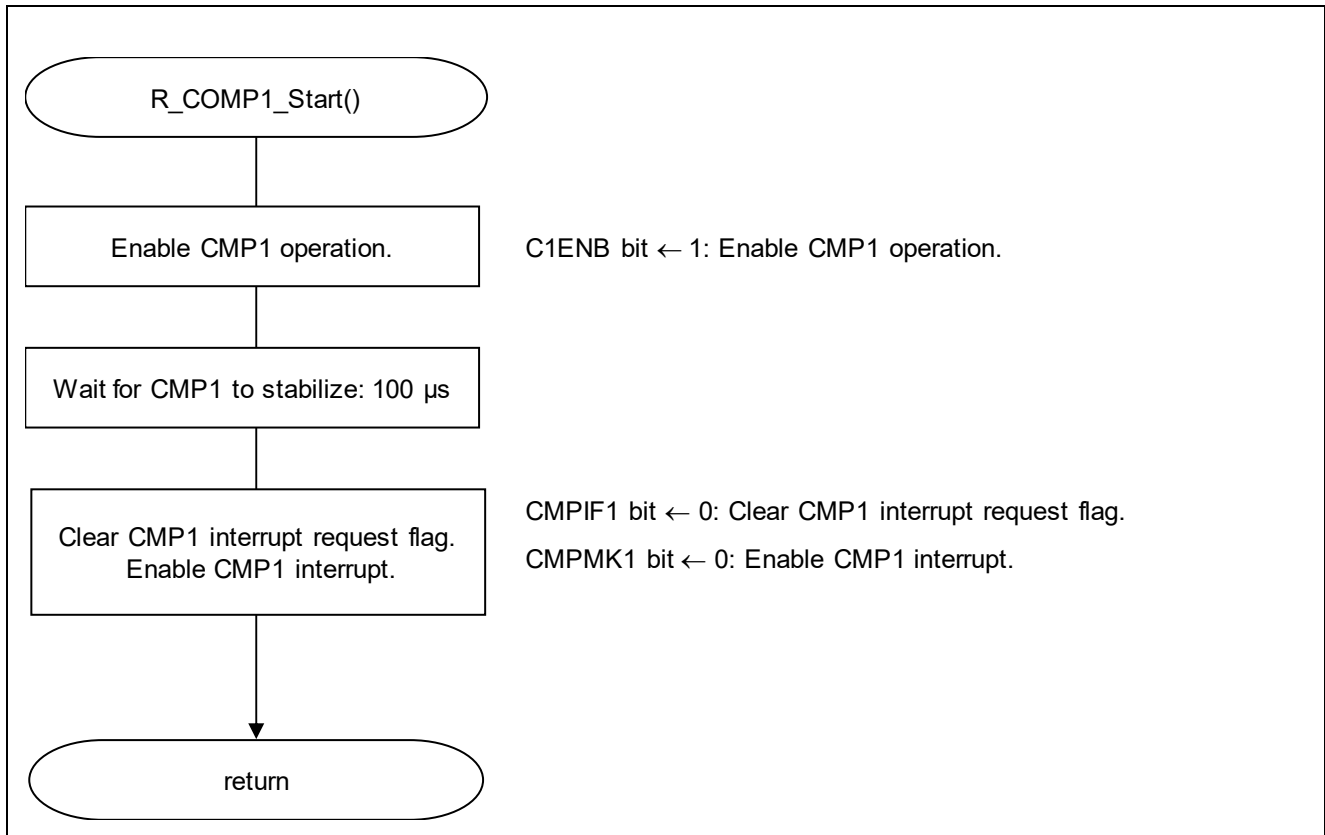 R_COMP1_Start()
Enable CMP1 operation.
C1ENB bit ← 1: Enable CMP1 operation.
Wait for CMP1 to stabilize: 100 µs
Clear CMP1 interrupt request flag.
Enable CMP1 interrupt.
CMPIF1 bit ← 0: Clear CMP1 interrupt request flag.
CMPMK1 bit ← 0: Enable CMP1 interrupt.
return